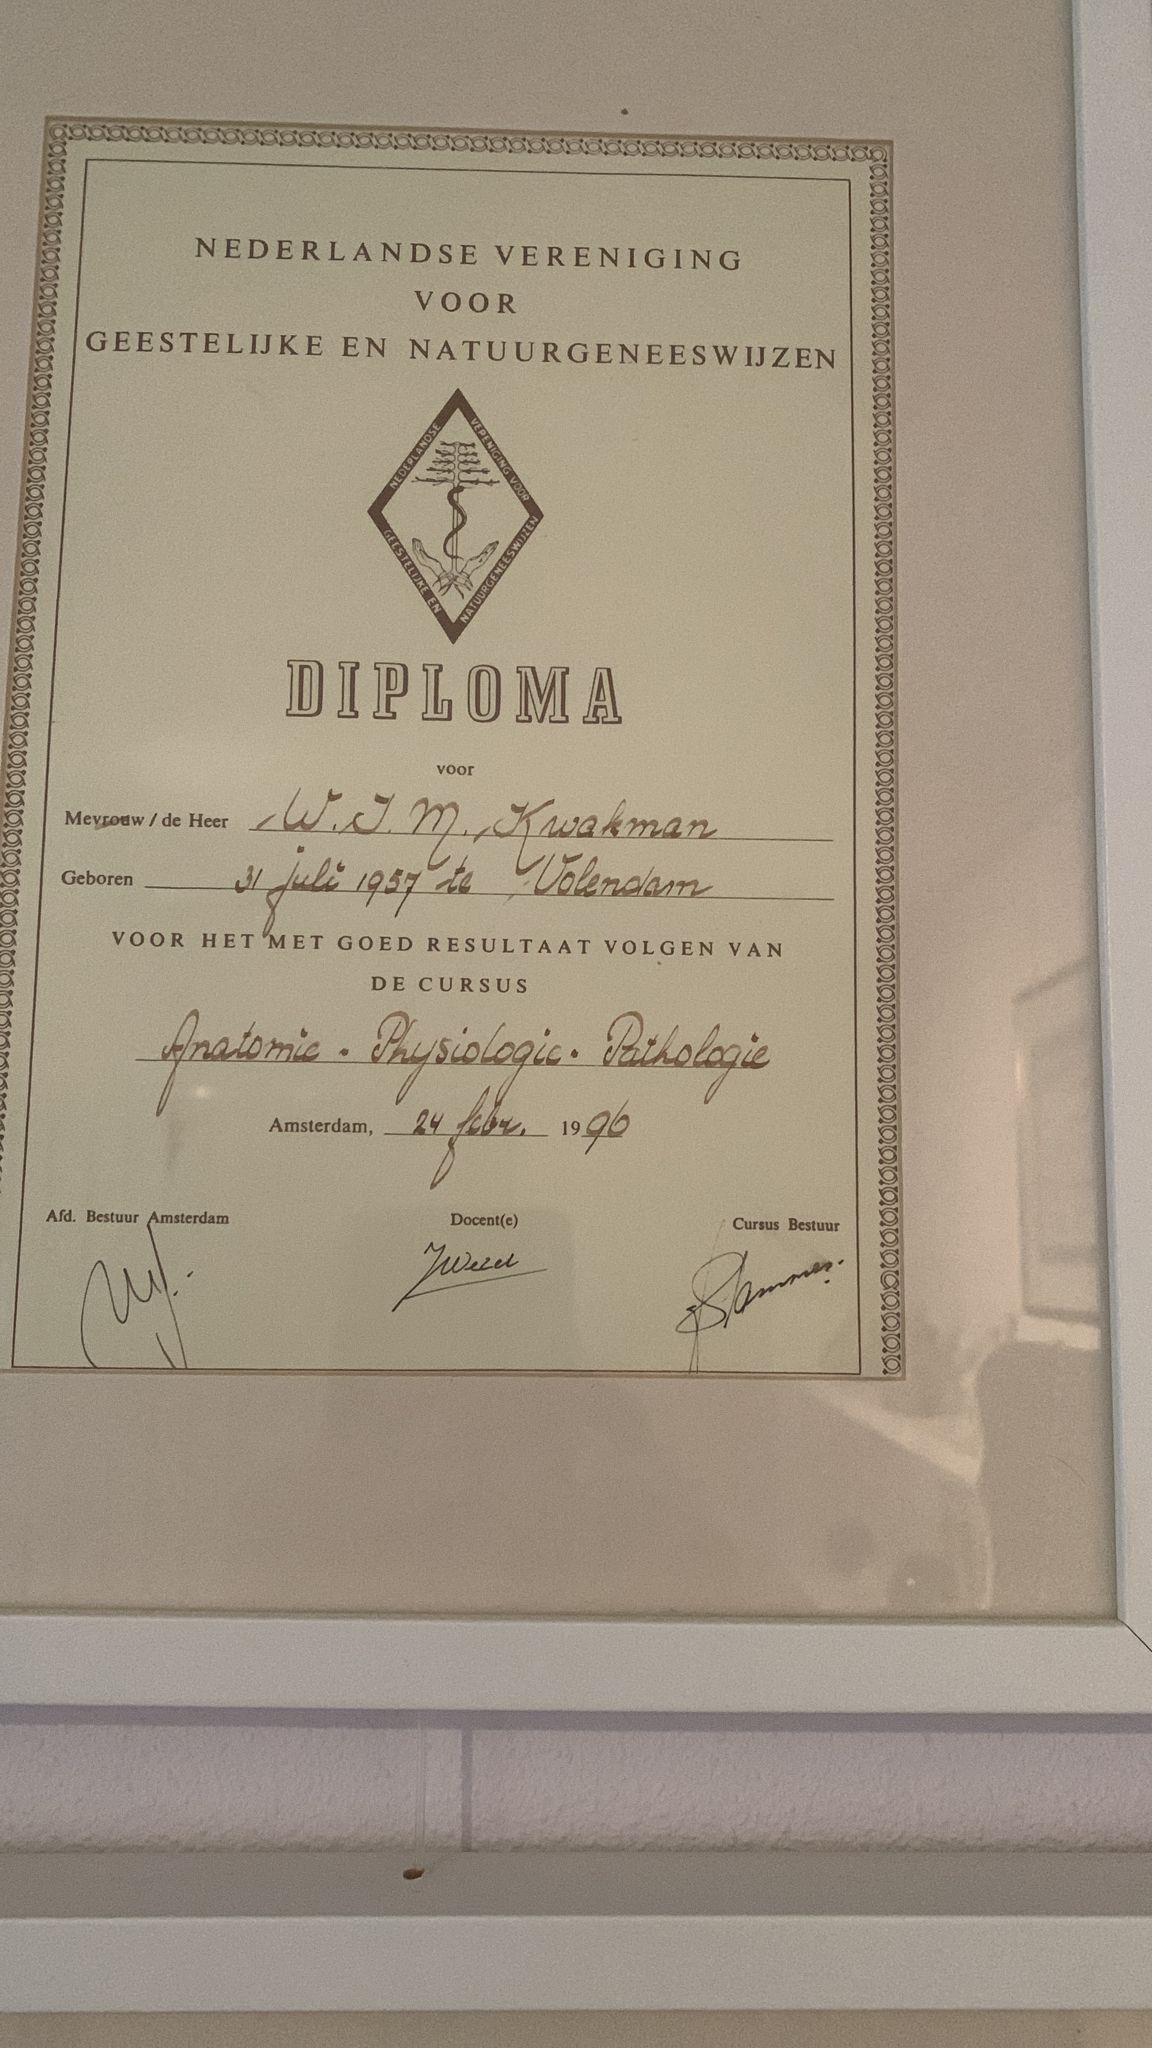 NEDERLANDSE VERENIGING
VOOR
GEESTELIJKE EN NATUURGENEESWIJZEN
NEDERLANDSE VERENIGING VOOR
GEESTELIJKE EN NATUURGENEESWIJZEN
DIPLOMA
voor
Mevrouw / de Heer W. J. M. Kwakman
Geboren 31 juli 1957 te Volendam
VOOR HET MET GOED RESULTAAT VOLGEN VAN
DE CURSUS
Anatomie - Physiologie - Pathologie
Amsterdam, 24 febr. 1996
Afd. Bestuur Amsterdam Docent(e) Cursus Bestuur